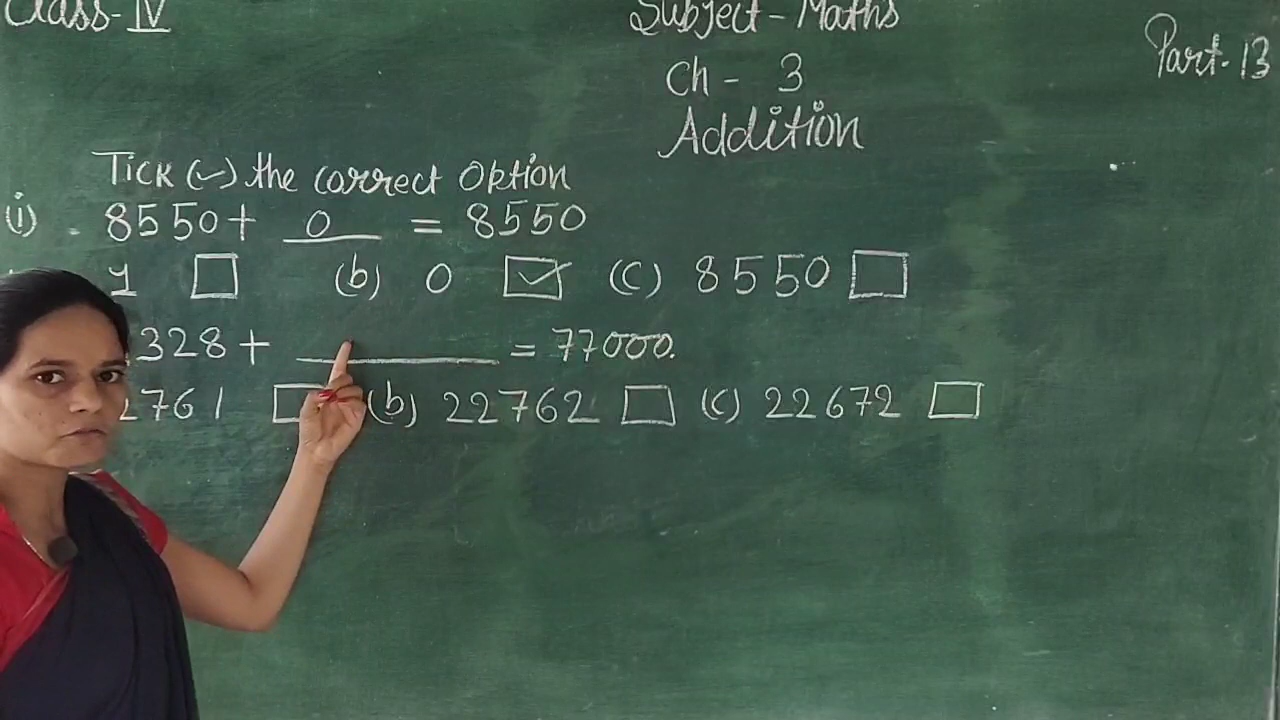 Class-IV
Subject-Maths
Part-13
Ch-3
Addition
Tick (✓) the correct Option
(i) 8550+ 0 = 8550
1 (b) 0 ✓ (C) 8550
328+ ______ = 77000.
2761 (b) 22762 (c) 22672